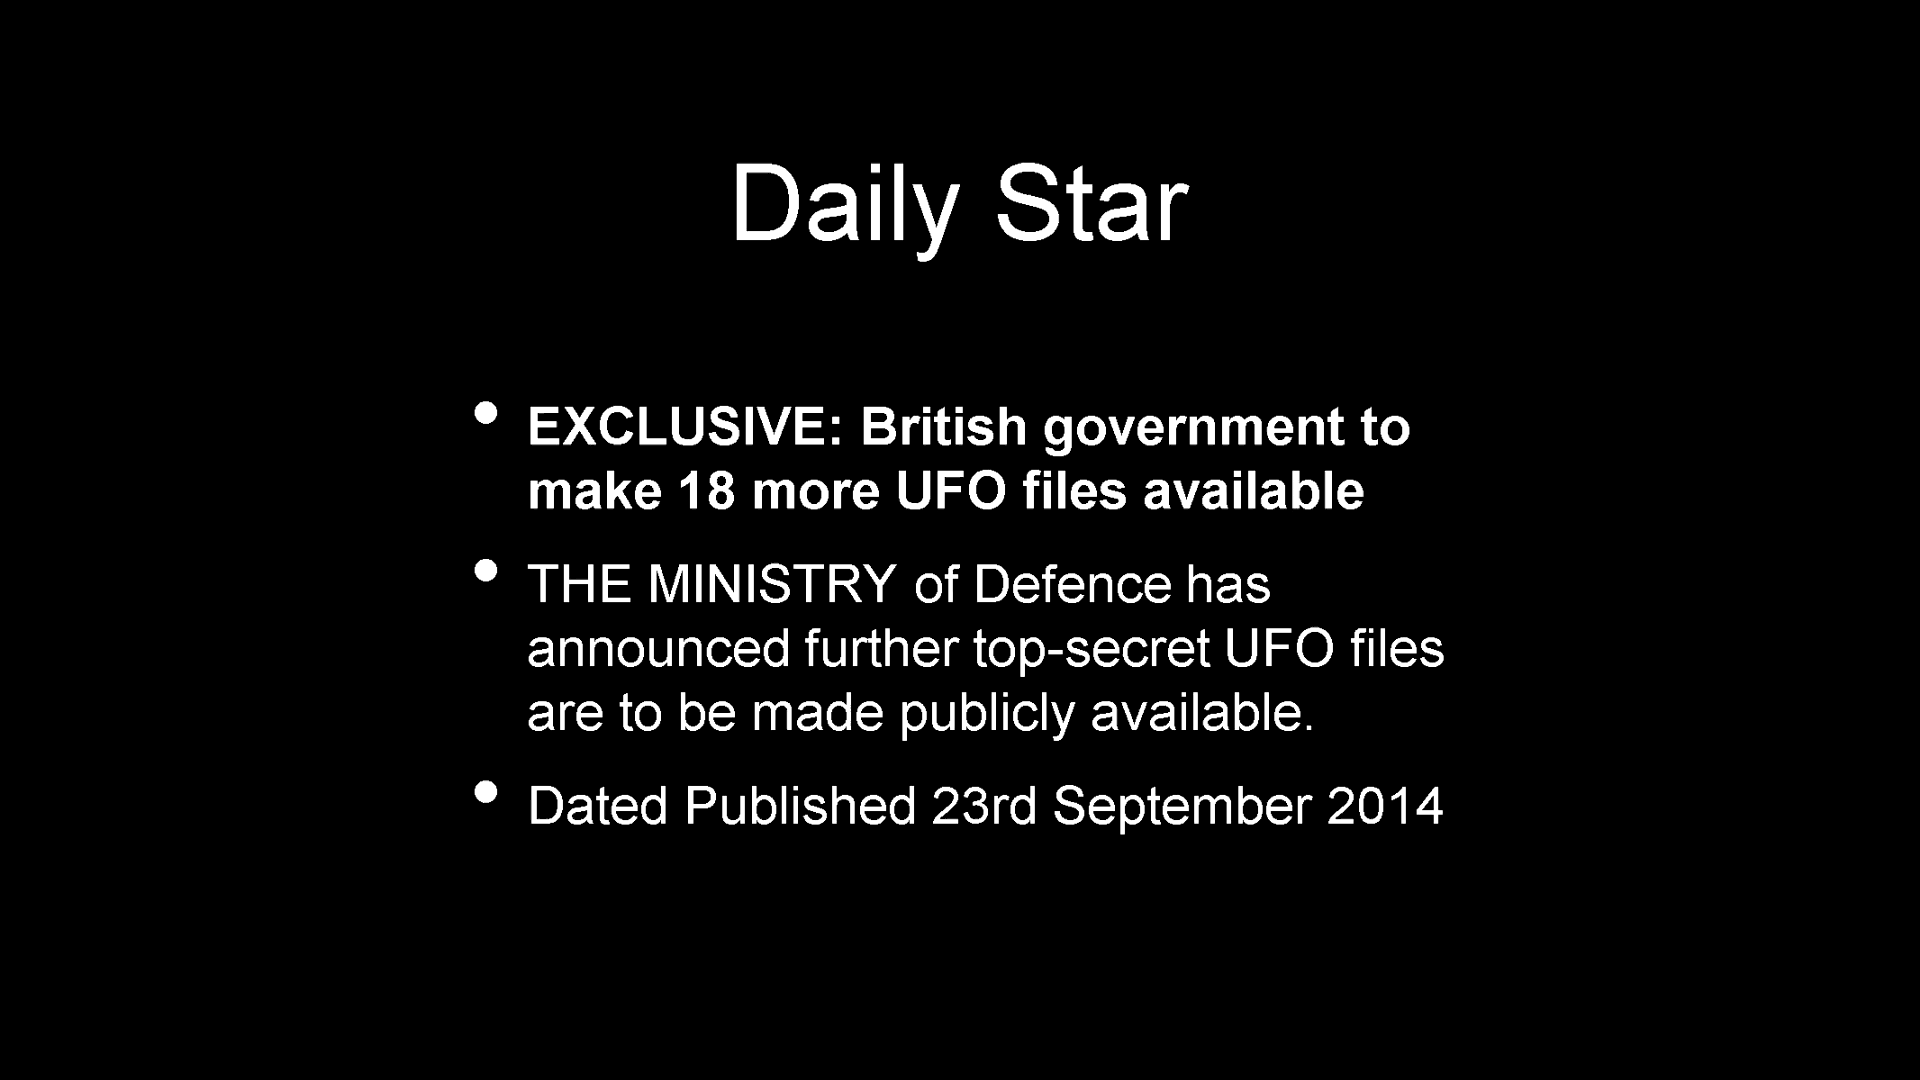 Daily Star
• EXCLUSIVE: British government to
make 18 more UFO files available
• THE MINISTRY of Defence has
announced further top-secret UFO files
are to be made publicly available.
• Dated Published 23rd September 2014